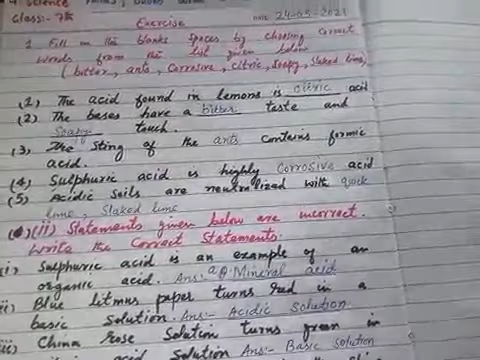 Science
Class:- 7th
Exercise
DATE 24-05-2021
1 Fill in the blanks spaces by choosing correct
words from the list given below
(bitter, ants, corrosive, citric, soapy, slaked lime)
(1) The acid found in lemons is citric acid
(2) The bases have a bitter taste and
Soapy touch.
(3) The sting of the ants contains formic
acid.
(4) Sulphuric acid is highly corrosive acid
(5) Acidic soils are neutralized with quick
lime - Slaked lime
(ii) Statements given below are incorrect.
Write the correct statements.
(i) Sulphuric acid is an example of an
organic acid. Ans:- Mineral acid
ii) Blue litmus paper turns red in a
basic solution. Ans:- Acidic solution.
iii) China rose solution turns green in
acid solution Ans:- Basic solution